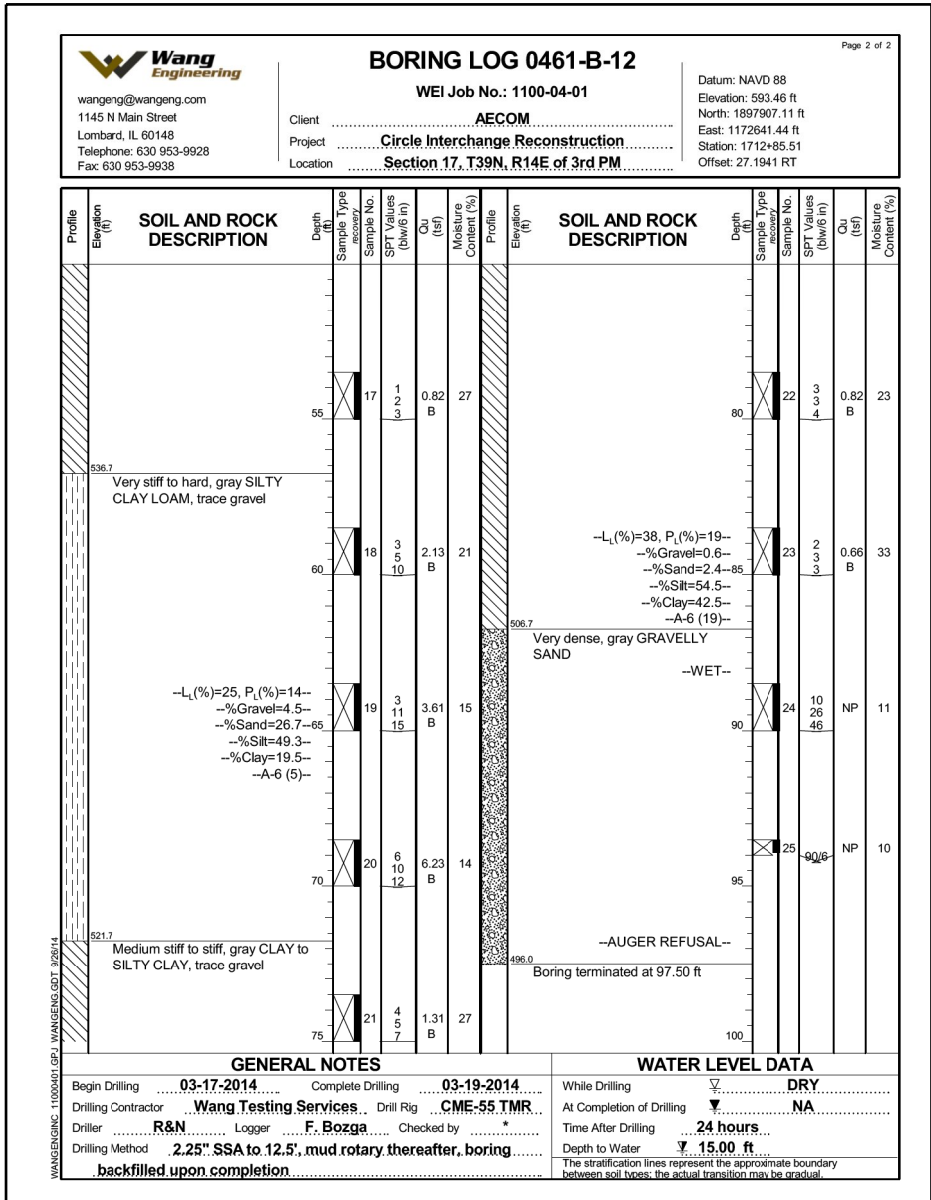 Page 2 of 2
Wang
Engineering
wangeng@wangeng.com
1145 N Main Street
Lombard, IL 60148
Telephone: 630 953-9928
Fax: 630 953-9938
BORING LOG 0461-B-12
WEI Job No.: 1100-04-01
Client AECOM
Project Circle Interchange Reconstruction
Location Section 17, T39N, R14E of 3rd PM
Datum: NAVD 88
Elevation: 593.46 ft
North: 1897907.11 ft
East: 1172641.44 ft
Station: 1712+85.51
Offset: 27.1941 RT
Profile
Elevation (ft)
SOIL AND ROCK
DESCRIPTION
Depth (ft)
Sample Type
recovery
Sample No.
SPT Values
(blw/6 in)
Qu
(tsf)
Moisture
Content (%)
17 1 2 3 0.82 B 27
55
536.7
Very stiff to hard, gray SILTY
CLAY LOAM, trace gravel
18 3 5 10 2.13 B 21
60
--LL(%)=25, PL(%)=14--
--%Gravel=4.5--
--%Sand=26.7--65
--%Silt=49.3--
--%Clay=19.5--
--A-6 (5)--
19 3 11 15 3.61 B 15
20 6 10 12 6.23 B 14
70
521.7
Medium stiff to stiff, gray CLAY to
SILTY CLAY, trace gravel
21 4 5 7 1.31 B 27
75
Profile
Elevation (ft)
SOIL AND ROCK
DESCRIPTION
Depth (ft)
Sample Type
recovery
Sample No.
SPT Values
(blw/6 in)
Qu
(tsf)
Moisture
Content (%)
22 3 3 4 0.82 B 23
80
--LL(%)=38, PL(%)=19--
--%Gravel=0.6--
--%Sand=2.4--85
--%Silt=54.5--
--%Clay=42.5--
--A-6 (19)--
23 2 3 3 0.66 B 33
506.7
Very dense, gray GRAVELLY
SAND
--WET--
24 10 26 46 NP 11
90
25 90/6 NP 10
95
--AUGER REFUSAL--
496.0
Boring terminated at 97.50 ft
100
WANGENGINC 11000401.GPJ WANGENG.GDT 9/26/14
GENERAL NOTES
Begin Drilling 03-17-2014 Complete Drilling 03-19-2014
Drilling Contractor Wang Testing Services Drill Rig CME-55 TMR
Driller R&N Logger F. Bozga Checked by *
Drilling Method 2.25" SSA to 12.5', mud rotary thereafter, boring
backfilled upon completion
WATER LEVEL DATA
While Drilling DRY
At Completion of Drilling NA
Time After Drilling 24 hours
Depth to Water 15.00 ft
The stratification lines represent the approximate boundary
between soil types; the actual transition may be gradual.